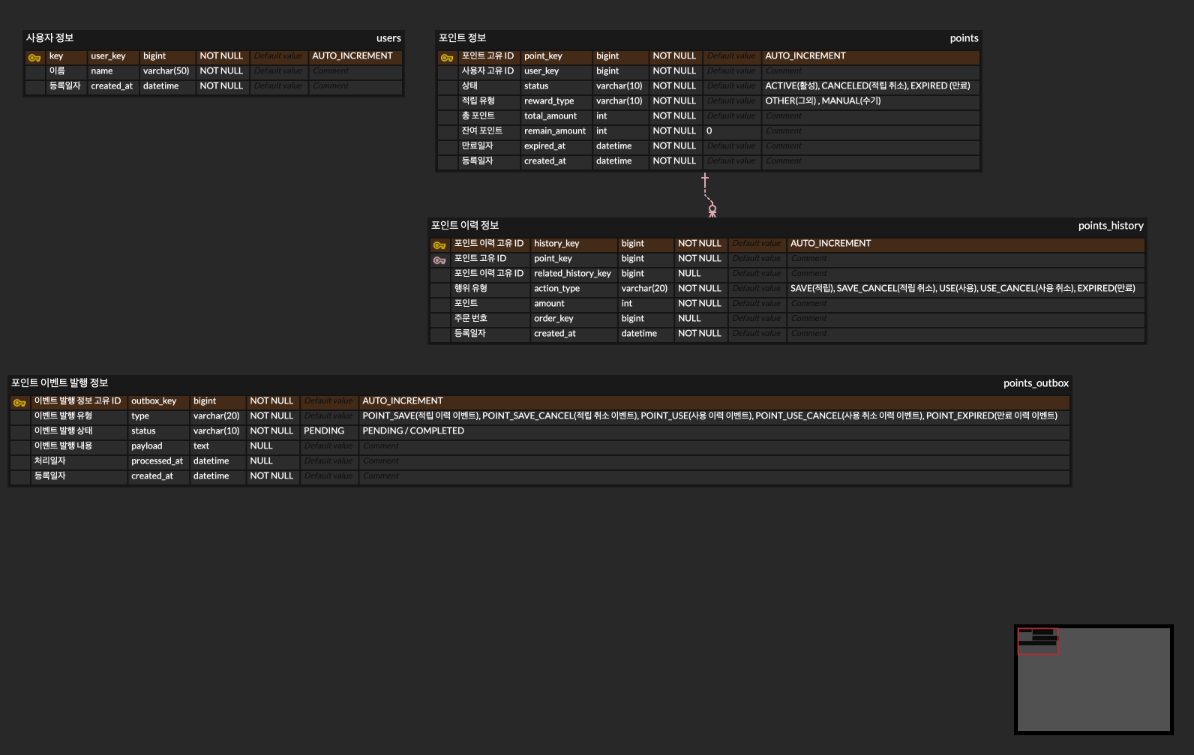 사용자 정보 users
key user_key bigint NOT NULL Default value AUTO_INCREMENT
이름 name varchar(50) NOT NULL Default value Comment
등록일자 created_at datetime NOT NULL Default value Comment
포인트 정보 points
포인트 고유 ID point_key bigint NOT NULL Default value AUTO_INCREMENT
사용자 고유 ID user_key bigint NOT NULL Default value Comment
상태 status varchar(10) NOT NULL Default value ACTIVE(활성), CANCELED(적립 취소), EXPIRED (만료)
적립 유형 reward_type varchar(10) NOT NULL Default value OTHER(그외) , MANUAL(수기)
총 포인트 total_amount int NOT NULL Default value Comment
잔여 포인트 remain_amount int NOT NULL 0 Comment
만료일자 expired_at datetime NOT NULL Default value Comment
등록일자 created_at datetime NOT NULL Default value Comment
포인트 이력 정보 points_history
포인트 이력 고유 ID history_key bigint NOT NULL Default value AUTO_INCREMENT
포인트 고유 ID point_key bigint NOT NULL Default value Comment
포인트 이력 고유 ID related_history_key bigint NULL Default value Comment
행위 유형 action_type varchar(20) NOT NULL Default value SAVE(적립), SAVE_CANCEL(적립 취소), USE(사용), USE_CANCEL(사용 취소), EXPIRED(만료)
포인트 amount int NOT NULL Default value Comment
주문 번호 order_key bigint NULL Default value Comment
등록일자 created_at datetime NOT NULL Default value Comment
포인트 이벤트 발행 정보 points_outbox
이벤트 발행 정보 고유 ID outbox_key bigint NOT NULL Default value AUTO_INCREMENT
이벤트 발행 유형 type varchar(20) NOT NULL Default value POINT_SAVE(적립 이력 이벤트), POINT_SAVE_CANCEL(적립 취소 이벤트), POINT_USE(사용 이력 이벤트), POINT_USE_CANCEL(사용 취소 이력 이벤트), POINT_EXPIRED(만료 이력 이벤트)
이벤트 발행 상태 status varchar(10) NOT NULL PENDING PENDING / COMPLETED
이벤트 발행 내용 payload text NULL Default value Comment
처리일자 processed_at datetime NULL Default value Comment
등록일자 created_at datetime NOT NULL Default value Comment